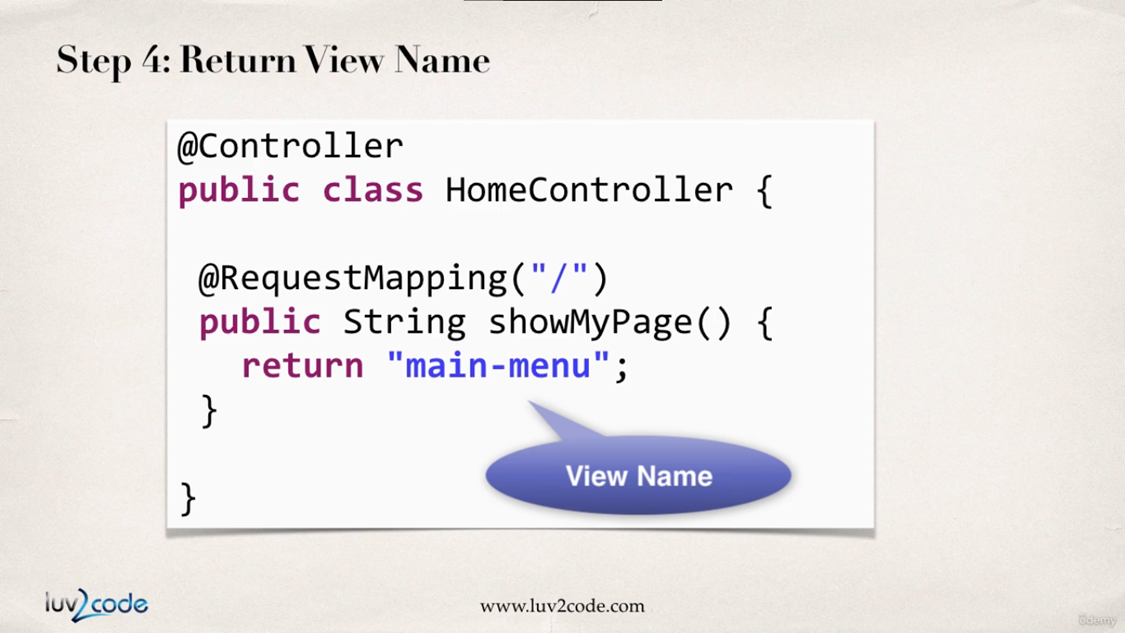 Step 4: Return View Name
@Controller
public class HomeController {
@RequestMapping("/")
public String showMyPage() {
return "main-menu";
}
View Name
}
luv2code
www.luv2code.com
ûdemy